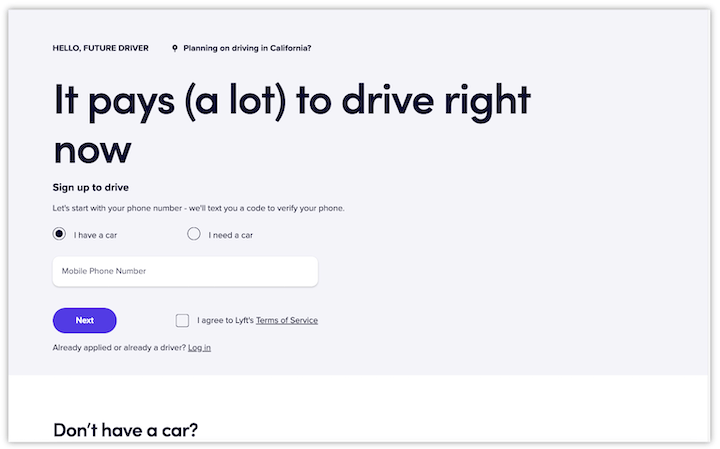 HELLO, FUTURE DRIVER Planning on driving in California?
It pays (a lot) to drive right
now
Sign up to drive
Let's start with your phone number - we'll text you a code to verify your phone.
I have a car I need a car
Mobile Phone Number
Next I agree to Lyft's Terms of Service
Already applied or already a driver? Log in
Don’t have a car?